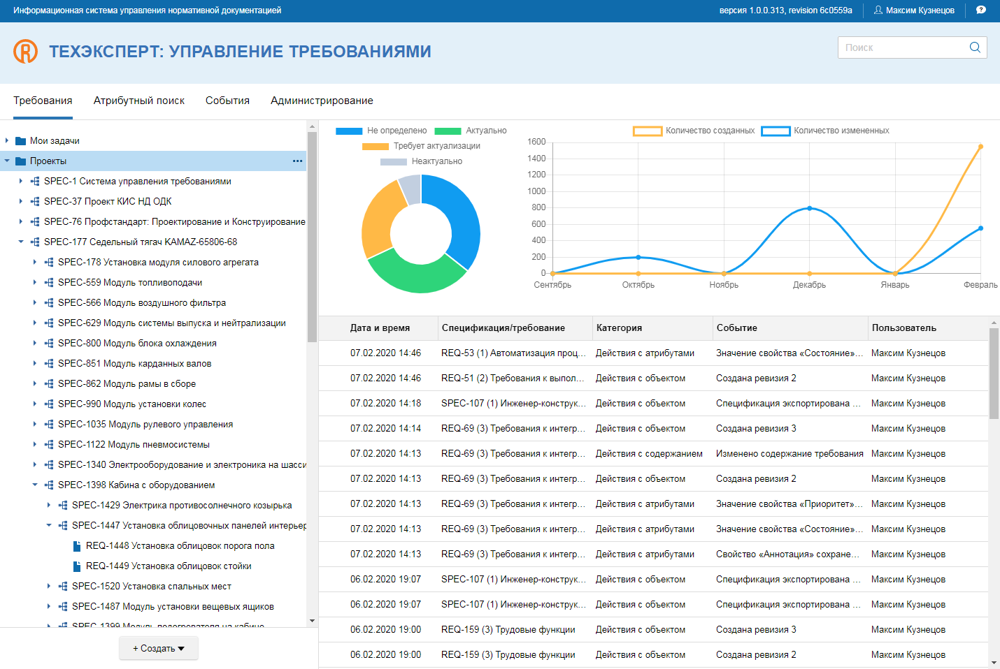 Информационная система управления нормативной документацией
версия 1.0.0.313, revision 6c0559a
Максим Кузнецов
ТЕХЭКСПЕРТ: УПРАВЛЕНИЕ ТРЕБОВАНИЯМИ
Поиск
Требования Атрибутный поиск События Администрирование
Мои задачи
Проекты
SPEC-1 Система управления требованиями
SPEC-37 Проект КИС НД ОДК
SPEC-76 Профстандарт: Проектирование и Конструирование
SPEC-177 Седельный тягач KAMAZ-65806-68
SPEC-178 Установка модуля силового агрегата
SPEC-559 Модуль топливоподачи
SPEC-566 Модуль воздушного фильтра
SPEC-629 Модуль системы выпуска и нейтрализации
SPEC-800 Модуль блока охлаждения
SPEC-851 Модуль карданных валов
SPEC-862 Модуль рамы в сборе
SPEC-990 Модуль установки колес
SPEC-1035 Модуль рулевого управления
SPEC-1122 Модуль пневмосистемы
SPEC-1340 Электрооборудование и электроника на шасси
SPEC-1398 Кабина с оборудованием
SPEC-1429 Электрика противосолнечного козырька
SPEC-1447 Установка облицовочных панелей интерьер
REQ-1448 Установка облицовок порога пола
REQ-1449 Установка облицовок стойки
SPEC-1520 Установка спальных мест
SPEC-1487 Модуль установки вещевых ящиков
SPEC-1399 Модуль подогревателя на кабине
+ Создать
Не определено Актуально
Требует актуализации
Неактуально
Количество созданных Количество измененных
1600
1400
1200
1000
800
600
400
200
0
Сентябрь Октябрь Ноябрь Декабрь Январь Февраль
Дата и время Спецификация/требование Категория Событие Пользователь
07.02.2020 14:46 REQ-53 (1) Автоматизация проц... Действия с атрибутами Значение свойства «Состояние»... Максим Кузнецов
07.02.2020 14:46 REQ-51 (2) Требования к выпол... Действия с объектом Создана ревизия 2 Максим Кузнецов
07.02.2020 14:18 SPEC-107 (1) Инженер-конструк... Действия с объектом Спецификация экспортирована ... Максим Кузнецов
07.02.2020 14:14 REQ-69 (3) Требования к интегр... Действия с объектом Создана ревизия 3 Максим Кузнецов
07.02.2020 14:13 REQ-69 (3) Требования к интегр... Действия с содержанием Изменено содержание требования Максим Кузнецов
07.02.2020 14:13 REQ-69 (3) Требования к интегр... Действия с объектом Создана ревизия 2 Максим Кузнецов
07.02.2020 14:13 REQ-69 (3) Требования к интегр... Действия с атрибутами Значение свойства «Приоритет»... Максим Кузнецов
07.02.2020 14:13 REQ-69 (3) Требования к интегр... Действия с атрибутами Значение свойства «Состояние»... Максим Кузнецов
07.02.2020 14:13 REQ-69 (3) Требования к интегр... Действия с атрибутами Свойство «Аннотация» сохране... Максим Кузнецов
06.02.2020 19:07 SPEC-107 (1) Инженер-конструк... Действия с объектом Спецификация экспортирована ... Максим Кузнецов
06.02.2020 19:07 SPEC-107 (1) Инженер-конструк... Действия с объектом Спецификация экспортирована ... Максим Кузнецов
06.02.2020 19:00 REQ-159 (3) Трудовые функции Действия с объектом Создана ревизия 3 Максим Кузнецов
06.02.2020 19:00 REQ-159 (3) Трудовые функции Действия с объектом Создана ревизия 2 Максим Кузнецов